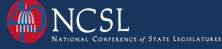 NCSL
NATIONAL CONFERENCE of STATE LEGISLATURES